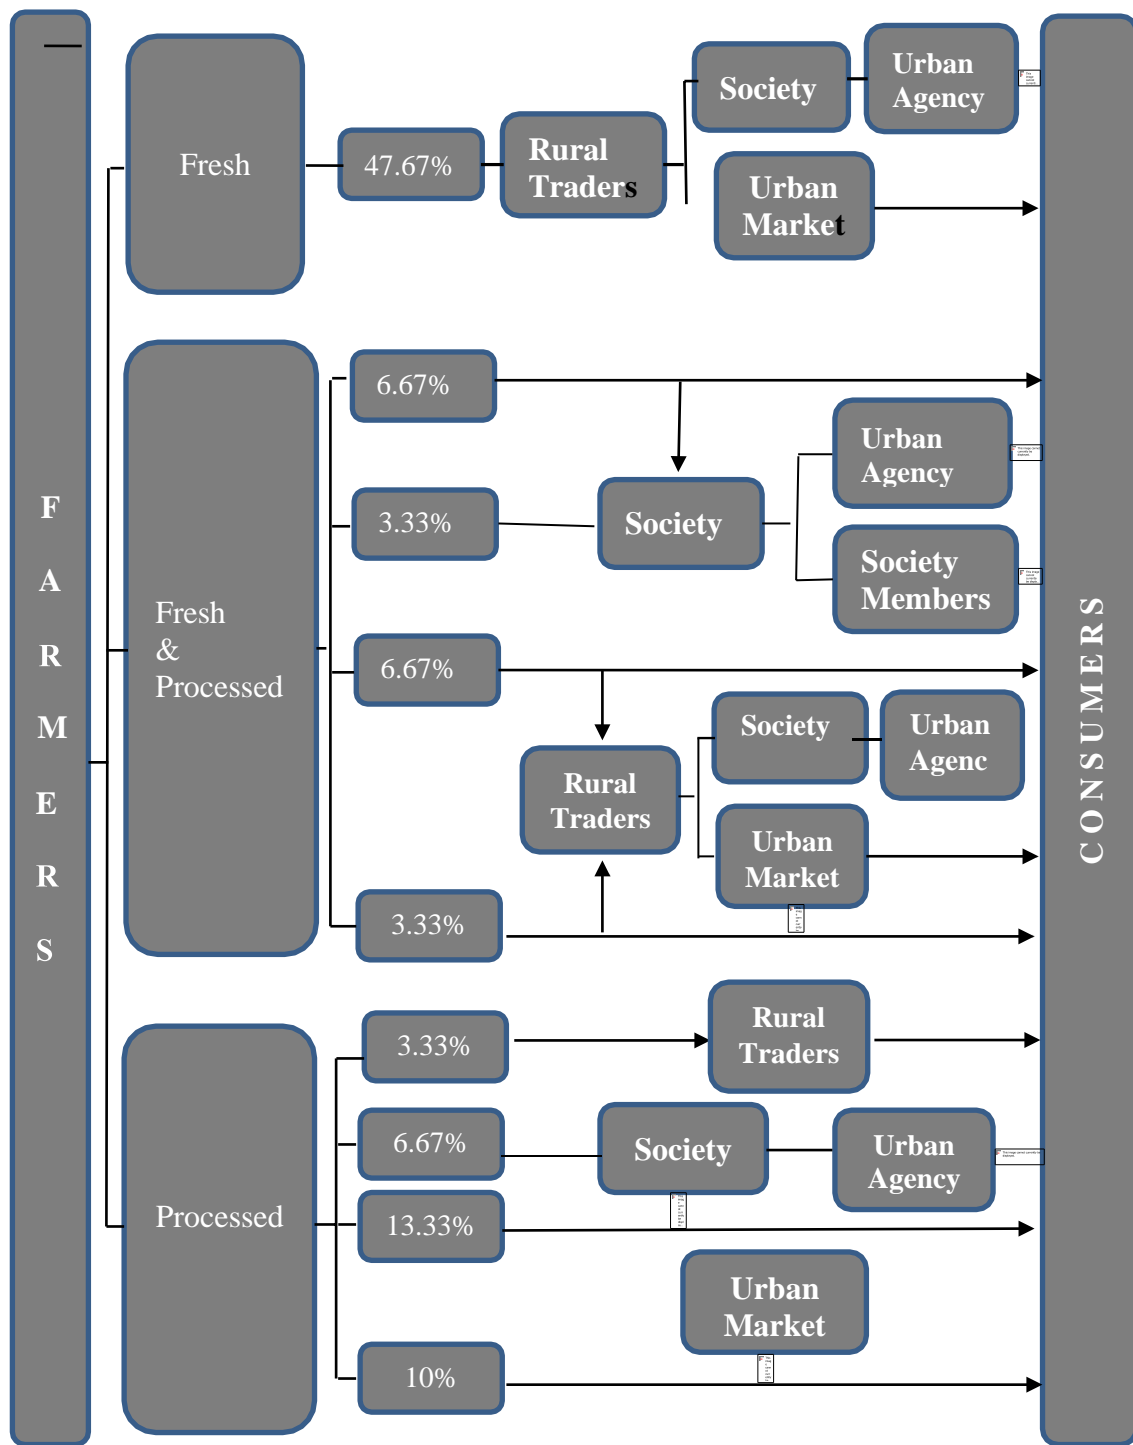 F
A
R
M
E
R
S
Fresh
47.67%
Rural
Traders
Society
Urban
Agency
Urban
Market
Fresh
&
Processed
6.67%
3.33%
Society
Urban
Agency
Society
Members
6.67%
Rural
Traders
Society
Urban
Agenc
Urban
Market
3.33%
Processed
3.33%
Rural
Traders
6.67%
Society
Urban
Agency
13.33%
Urban
Market
10%
CONSUMERS